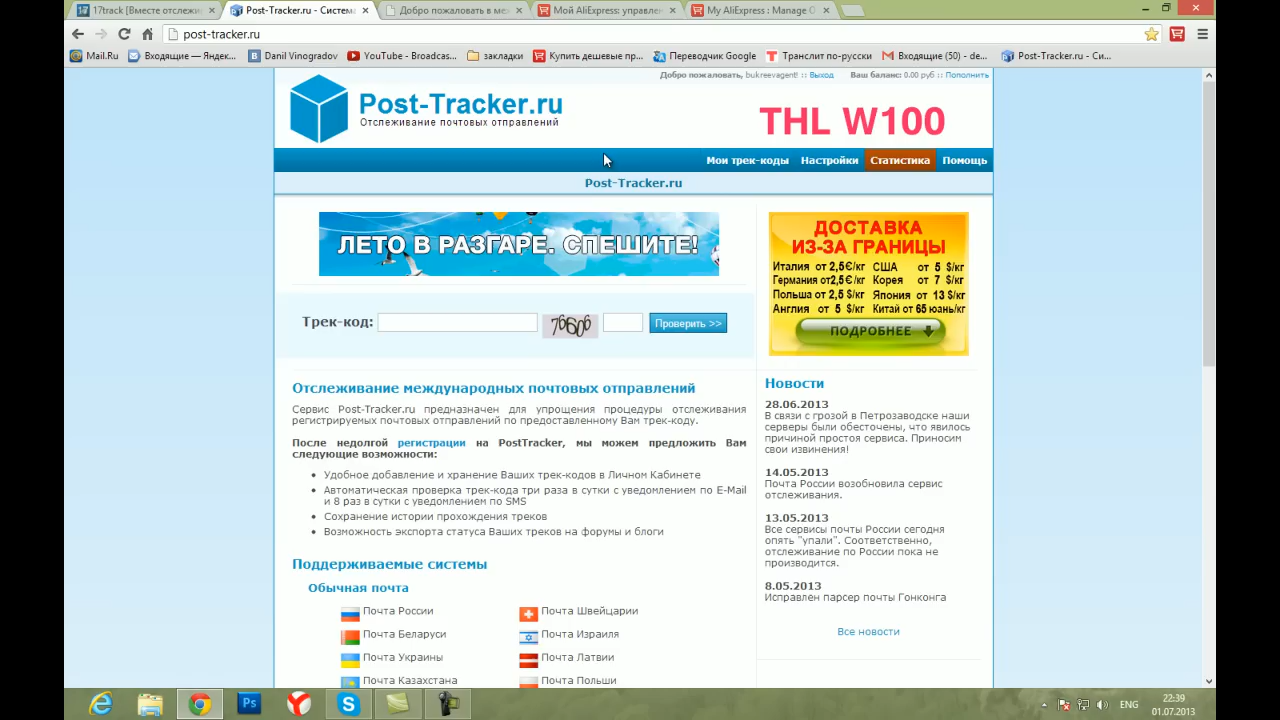 17track [Вместе отслежи
Post-Tracker.ru - Систем
Добро пожаловать в ме
Мой AliExpress: управле
My AliExpress : Manage O
post-tracker.ru
Mail.Ru
Входящие — Яндек...
Danil Vinogradov
YouTube - Broadcas...
закладки
Купить дешевые пр...
Переводчик Google
Транслит по-русски
Входящие (50) - de...
Post-Tracker.ru - Си...
Добро пожаловать, bukreevagent! :: Выход
Ваш баланс: 0.00 руб :: Пополнить
Post-Tracker.ru
Отслеживание почтовых отправлений
THL W100
Мои трек-коды Настройки Статистика Помощь
Post-Tracker.ru
ЛЕТО В РАЗГАРЕ. СПЕШИТЕ!
Трек-код:
76606
Проверить >>
Отслеживание международных почтовых отправлений
Сервис Post-Tracker.ru предназначен для упрощения процедуры отслеживания
регистрируемых почтовых отправлений по предоставленному Вам трек-коду.
После недолгой регистрации на PostTracker, мы можем предложить Вам
следующие возможности:
Удобное добавление и хранение Ваших трек-кодов в Личном Кабинете
Автоматическая проверка трек-кода три раза в сутки с уведомлением по E-Mail
и 8 раз в сутки с уведомлением по SMS
Сохранение истории прохождения треков
Возможность экспорта статуса Ваших треков на форумы и блоги
Поддерживаемые системы
Обычная почта
Почта России
Почта Швейцарии
Почта Беларуси
Почта Израиля
Почта Украины
Почта Латвии
Почта Казахстана
Почта Польши
ДОСТАВКА
ИЗ-ЗА ГРАНИЦЫ
Италия от 2,5€/кг США от 5 $/кг
Германия от2,5€/кг Корея от 7 $/кг
Польша от 2,5 $/кг Япония от 13 $/кг
Англия от 5 $/кг Китай от 65 юань/кг
ПОДРОБНЕЕ
Новости
28.06.2013
В связи с грозой в Петрозаводске наши
серверы были обесточены, что явилось
причиной простоя сервиса. Приносим
свои извинения!
14.05.2013
Почта России возобновила сервис
отслеживания.
13.05.2013
Все сервисы почты России сегодня
опять "упали". Соответственно,
отслеживание по России пока не
производится.
8.05.2013
Исправлен парсер почты Гонконга
Все новости
Ps
ENG
22:39
01.07.2013